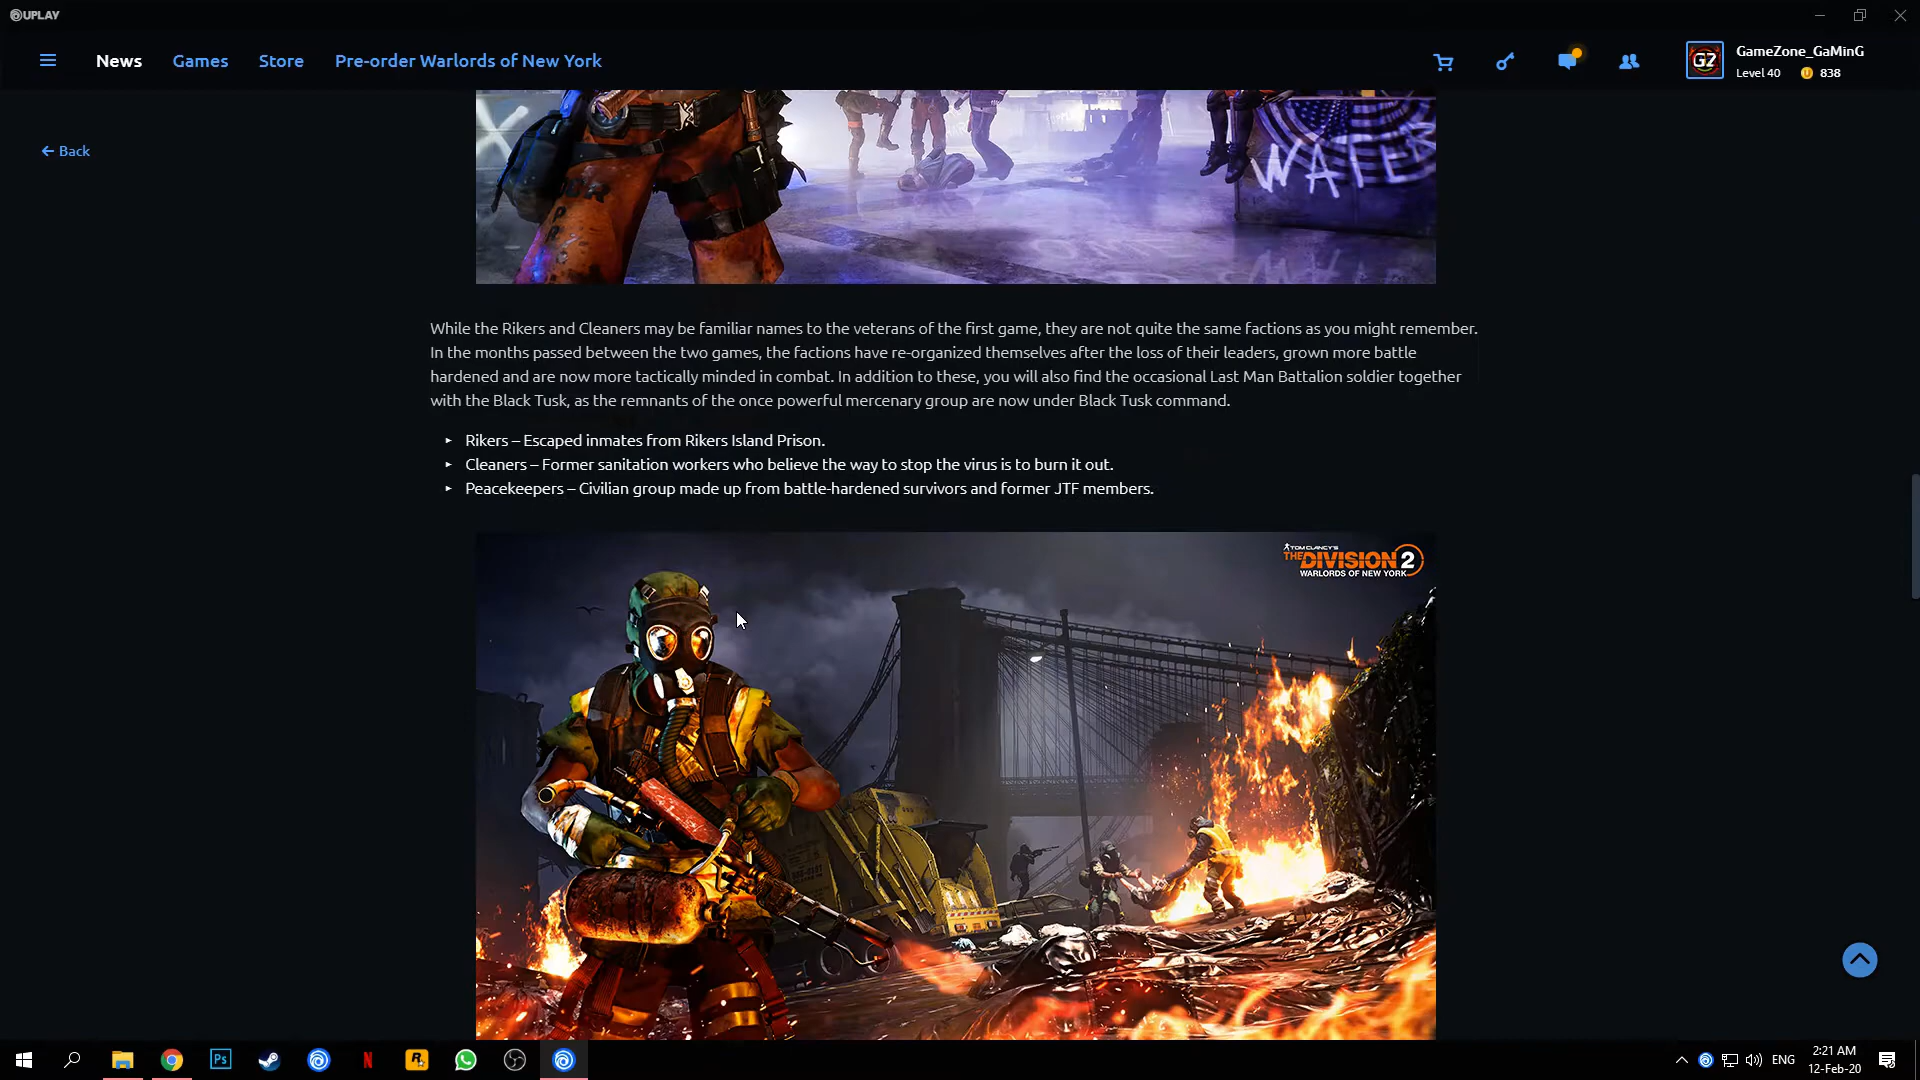 UPLAY
News Games Store Pre-order Warlords of New York
GZ
GameZone_GaMinG
Level 40 838
Back
WATER
While the Rikers and Cleaners may be familiar names to the veterans of the first game, they are not quite the same factions as you might remember.
In the months passed between the two games, the factions have re-organized themselves after the loss of their leaders, grown more battle
hardened and are now more tactically minded in combat. In addition to these, you will also find the occasional Last Man Battalion soldier together
with the Black Tusk, as the remnants of the once powerful mercenary group are now under Black Tusk command.
Rikers – Escaped inmates from Rikers Island Prison.
Cleaners – Former sanitation workers who believe the way to stop the virus is to burn it out.
Peacekeepers – Civilian group made up from battle-hardened survivors and former JTF members.
TOM CLANCY'S
THE DIVISION 2
WARLORDS OF NEW YORK
Ps
N
R
ENG
2:21 AM
12-Feb-20